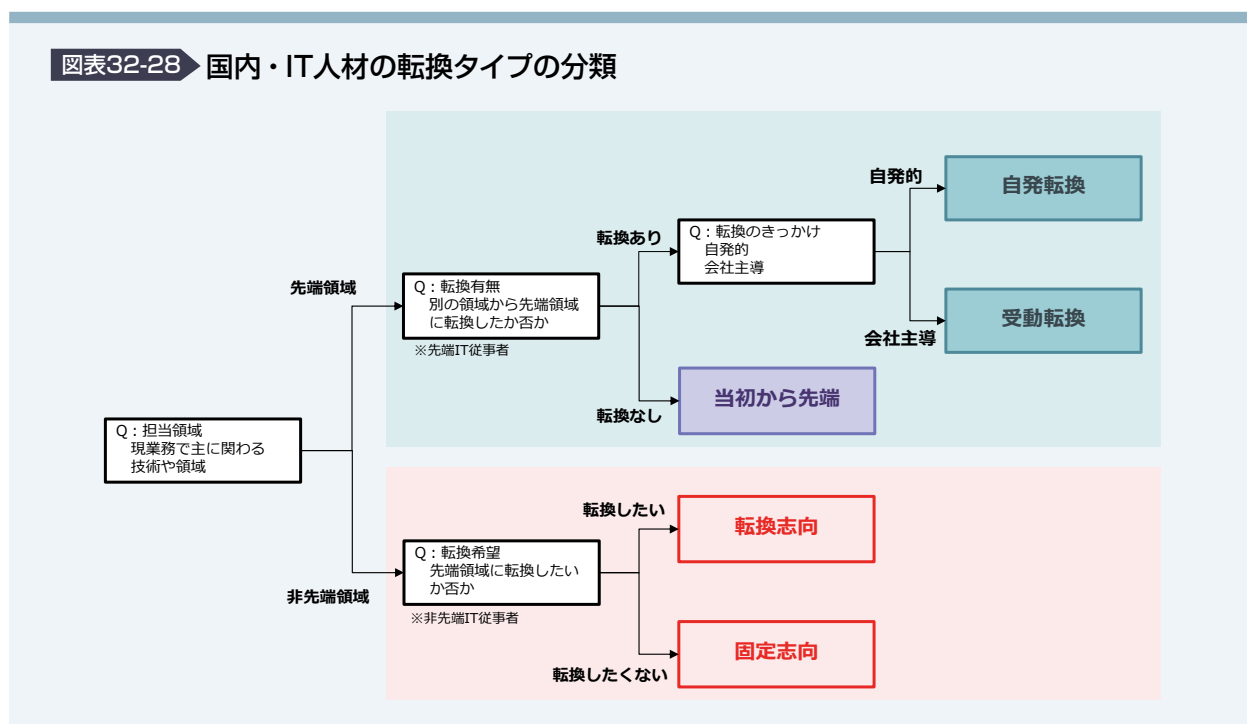 図表32-28 国内・IT人材の転換タイプの分類
自発的
自発転換
転換あり
Q：転換のきっかけ
自発的
会社主導
先端領域
Q：転換有無
別の領域から先端領域
に転換したか否か
※先端IT従事者
会社主導
受動転換
転換なし
当初から先端
Q：担当領域
現業務で主に関わる
技術や領域
転換したい
転換志向
Q：転換希望
先端領域に転換したい
か否か
※非先端IT従事者
非先端領域
転換したくない
固定志向